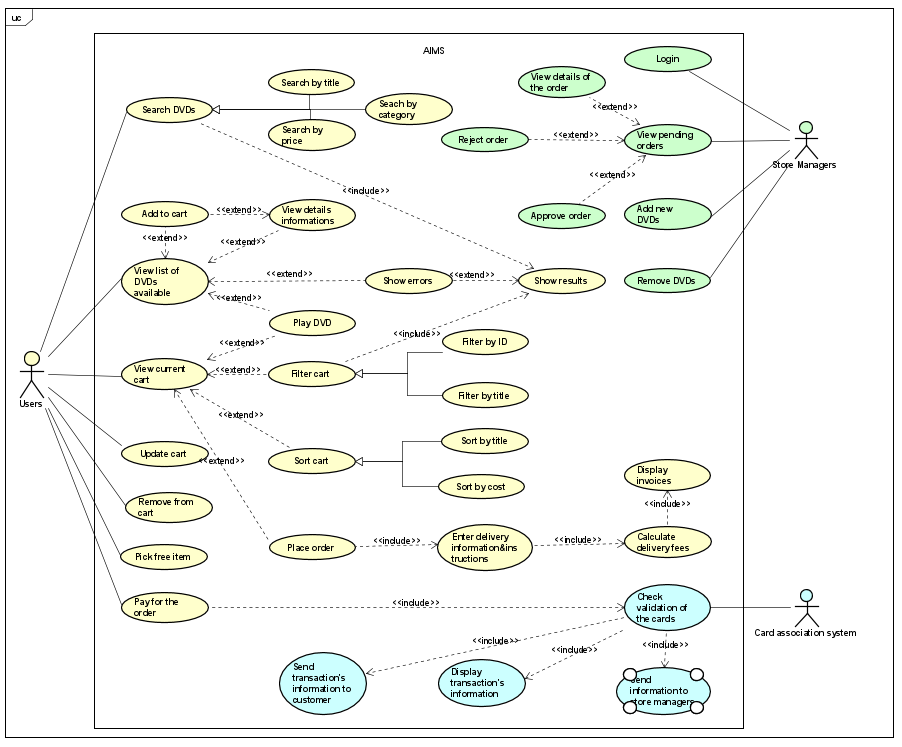 uc
AIMS
Login
Search by title
View details of
the order
Search DVDs
Seach by
category
<<extend>>
Search by
price
Reject order
<<extend>>
View pending
orders
Store Managers
<<extend>>
<<include>>
Add to cart
<<extend>>
View details
informations
Approve order
Add new
DVDs
<<extend>>
<<extend>>
View list of
DVDs
available
<<extend>>
Show errors
<<extend>>
Show results
Remove DVDs
<<extend>>
Play DVD
<<include>>
<<extend>>
Filter by ID
View current
cart
<<extend>>
Filter cart
Filter by title
Users
<<extend>>
Sort by title
Update cart
<<extend>>
Sort cart
Display
invoices
Sort by cost
Remove from
cart
<<include>>
Pick free item
Place order
<<include>>
Enter delivery
information&ins
tructions
<<include>>
Calculate
delivery fees
Pay for the
order
<<include>>
Check
validation of
the cards
Card association system
<<include>>
<<include>>
<<include>>
Send
transaction's
information to
customer
Display
transaction's
information
Send
information to
store managers